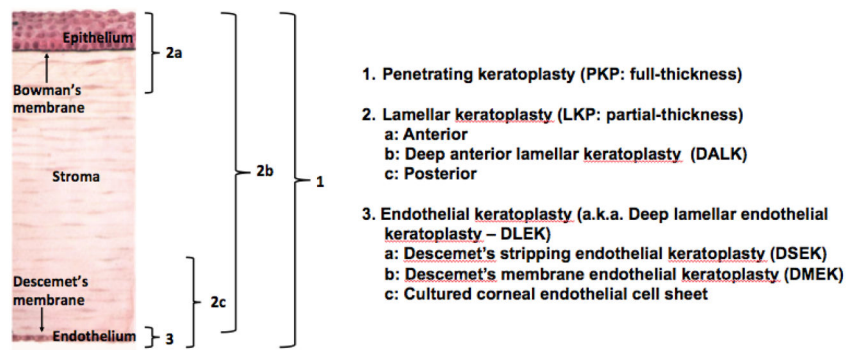 Epithelium
2a
Bowman's
membrane
Stroma
2b
1
Descemet's
membrane
2c
Endothelium
3
1. Penetrating keratoplasty (PKP: full-thickness)
2. Lamellar keratoplasty (LKP: partial-thickness)
a: Anterior
b: Deep anterior lamellar keratoplasty (DALK)
c: Posterior
3. Endothelial keratoplasty (a.k.a. Deep lamellar endothelial
keratoplasty – DLEK)
a: Descemet's stripping endothelial keratoplasty (DSEK)
b: Descemet's membrane endothelial keratoplasty (DMEK)
c: Cultured corneal endothelial cell sheet